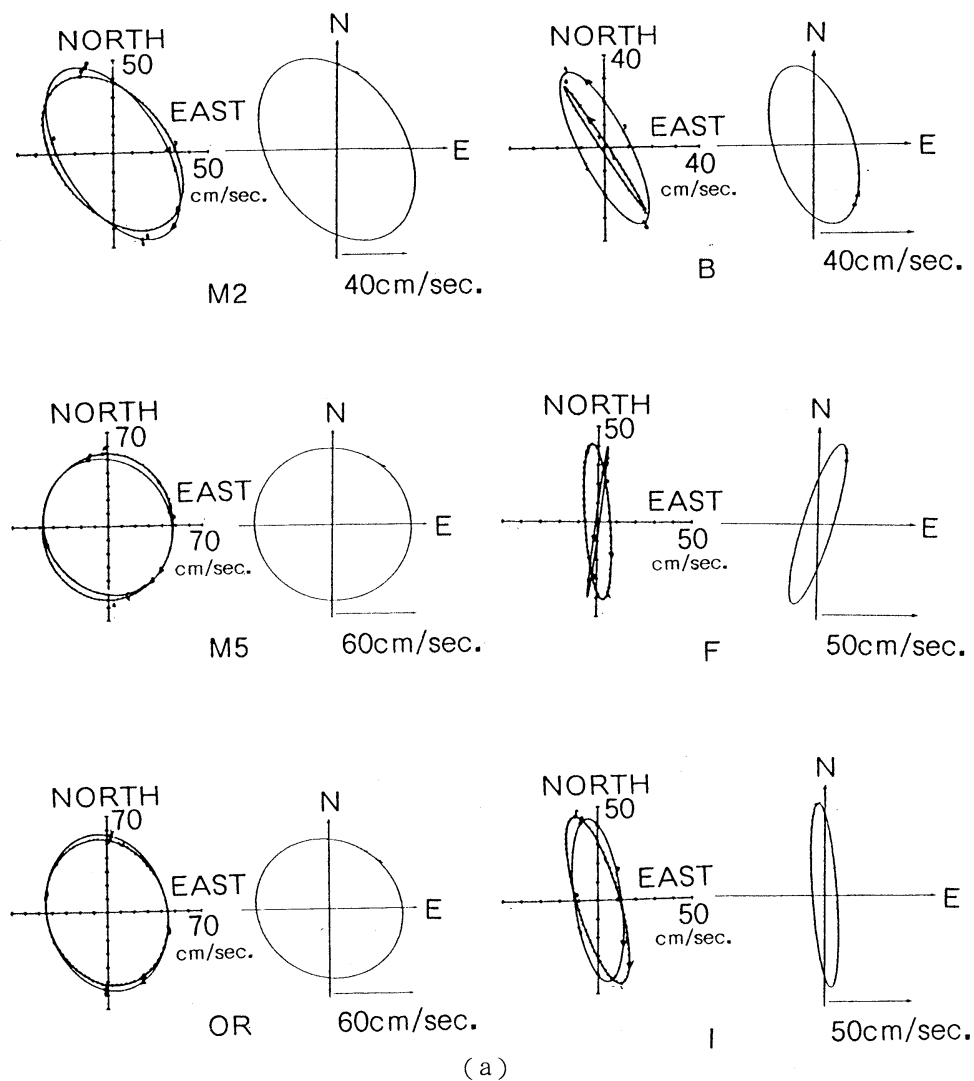 NORTH
50
EAST
50
cm/sec.
N
E
40cm/sec.
M2
NORTH
40
EAST
40
cm/sec.
N
E
40cm/sec.
B
NORTH
70
EAST
70
cm/sec.
N
E
60cm/sec.
M5
NORTH
50
EAST
50
cm/sec.
N
E
50cm/sec.
F
NORTH
70
EAST
70
cm/sec.
N
E
60cm/sec.
OR
NORTH
50
EAST
50
cm/sec.
N
E
50cm/sec.
I
(a)